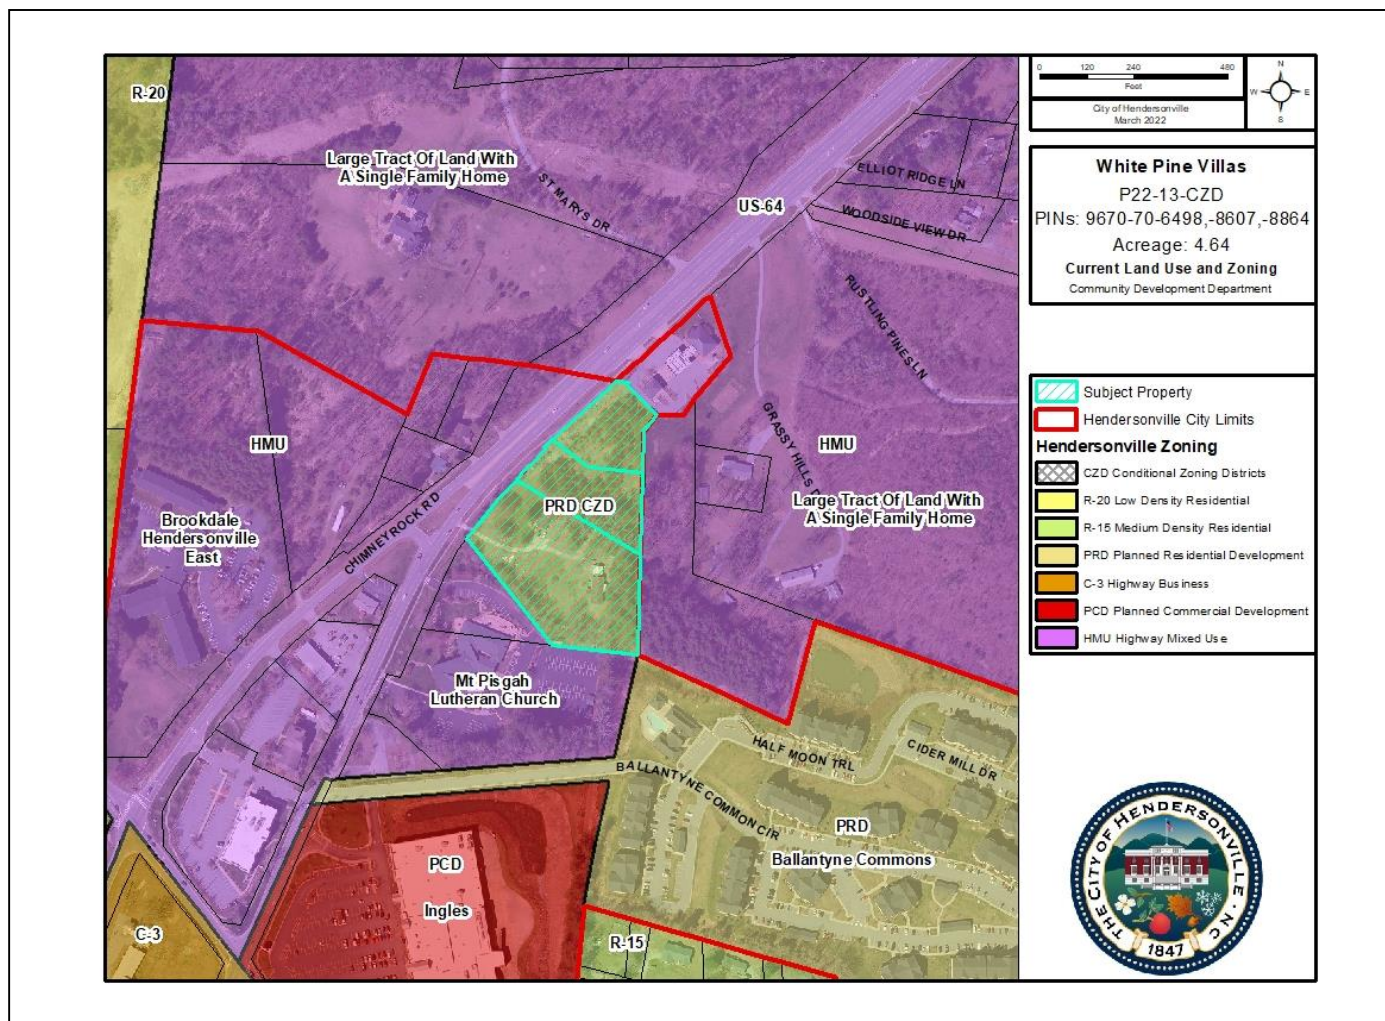 R-20
Large Tract Of Land With
A Single Family Home
ST MARYS DR
US-64
ELLIOT RIDGE LN
WOODSIDE VIEW DR
RUSTLING PINES LN
GRASSY HILLS
HMU
HMU
Large Tract Of Land With
A Single Family Home
PRD CZD
CHIMNEYROCK RD
Brookdale
Hendersonville
East
Mt Pisgah
Lutheran Church
HALF MOON TRL
CIDER MILL DR
BALLANTYNE COMMON CIR
PRD
Ballantyne Commons
PCD
Ingles
C-3
R-15
0 120 240 480
Feet
City of Hendersonville
March 2022
N
W E
S
White Pine Villas
P22-13-CZD
PINs: 9670-70-6498,-8607,-8864
Acreage: 4.64
Current Land Use and Zoning
Community Development Department
Subject Property
Hendersonville City Limits
Hendersonville Zoning
CZD Conditional Zoning Districts
R-20 Low Density Residential
R-15 Medium Density Residential
PRD Planned Residential Development
C-3 Highway Business
PCD Planned Commercial Development
HMU Highway Mixed Use
THE CITY OF HENDERSONVILLE · NC
1847